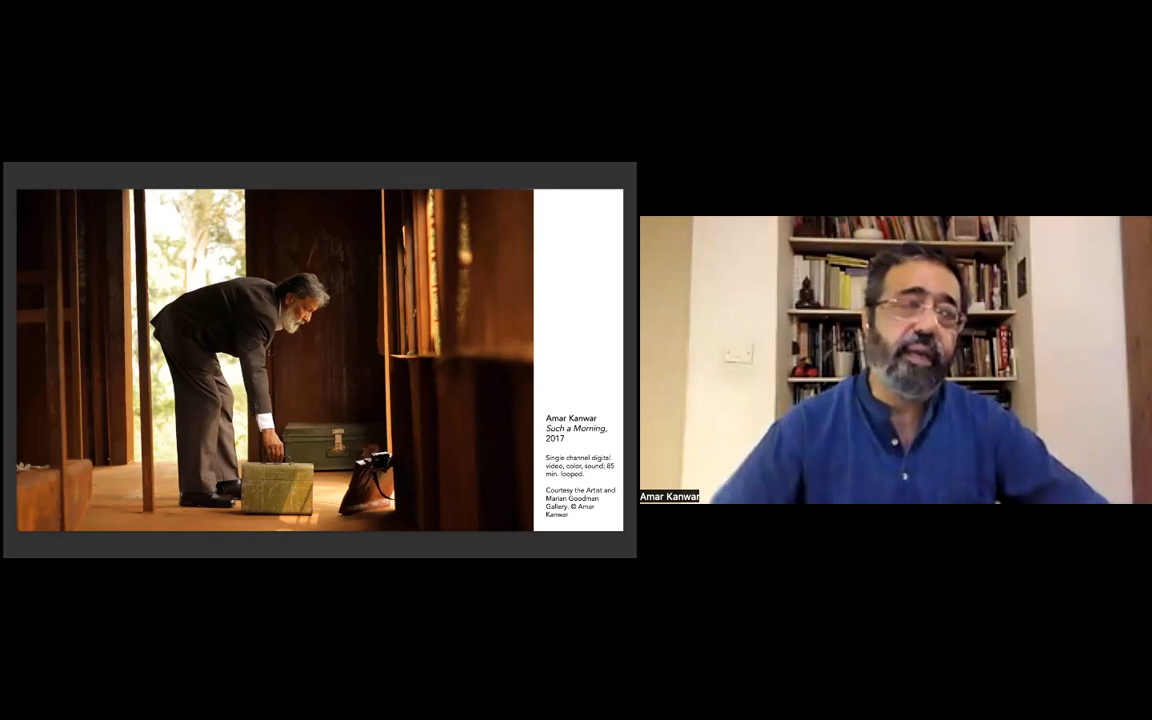 Amar Kanwar
Such a Morning,
2017
Single channel digital
video, color, sound; 85
min. looped.
Courtesy the Artist and
Marian Goodman
Gallery. © Amar
Kanwar
Amar Kanwar